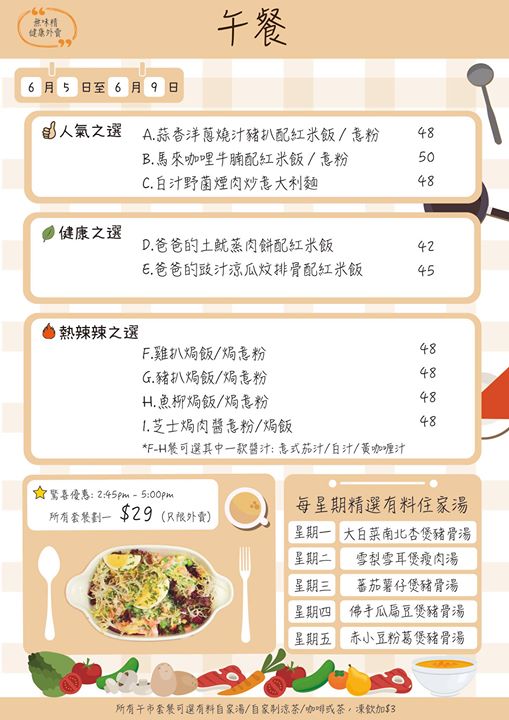 無味精
健康外賣
午餐
6月5日至6月9日
人氣之選
A.蒜香洋蔥燒汁豬扒配紅米飯/意粉 48
B.馬來咖哩牛腩配紅米飯/意粉 50
C.白汁野菌煙肉炒意大利麵 48
健康之選
D.爸爸的土魷蒸肉餅配紅米飯 42
E.爸爸的豉汁涼瓜炆排骨配紅米飯 45
熱辣辣之選
F.雞扒焗飯/焗意粉 48
G.豬扒焗飯/焗意粉 48
H.魚柳焗飯/焗意粉 48
I.芝士焗肉醬意粉/焗飯 48
*F-H餐可選其中一款醬汁: 意式茄汁/白汁/黃咖喱汁
驚喜優惠: 2:45pm - 5:00pm
所有套餐劃一 $29 (只限外賣)
每星期精選有料住家湯
星期一 大白菜南北杏煲豬骨湯
星期二 雪梨雪耳煲瘦肉湯
星期三 蕃茄薯仔煲豬骨湯
星期四 佛手瓜扁豆煲豬骨湯
星期五 赤小豆粉葛煲豬骨湯
所有午市套餐可選有料自家湯/自家制涼茶/咖啡或茶，凍飲加$3